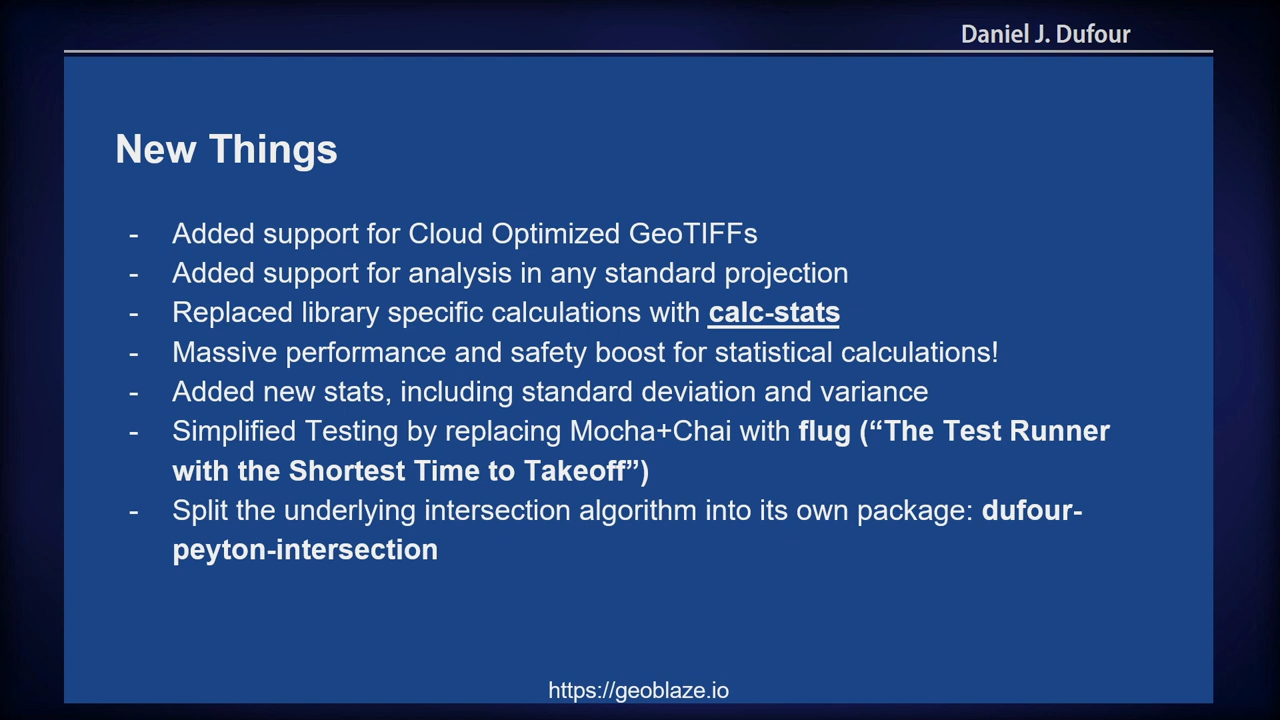 Daniel J. Dufour
New Things
- Added support for Cloud Optimized GeoTIFFs
- Added support for analysis in any standard projection
- Replaced library specific calculations with calc-stats
- Massive performance and safety boost for statistical calculations!
- Added new stats, including standard deviation and variance
- Simplified Testing by replacing Mocha+Chai with flug (“The Test Runner
with the Shortest Time to Takeoff”)
- Split the underlying intersection algorithm into its own package: dufour-
peyton-intersection
https://geoblaze.io